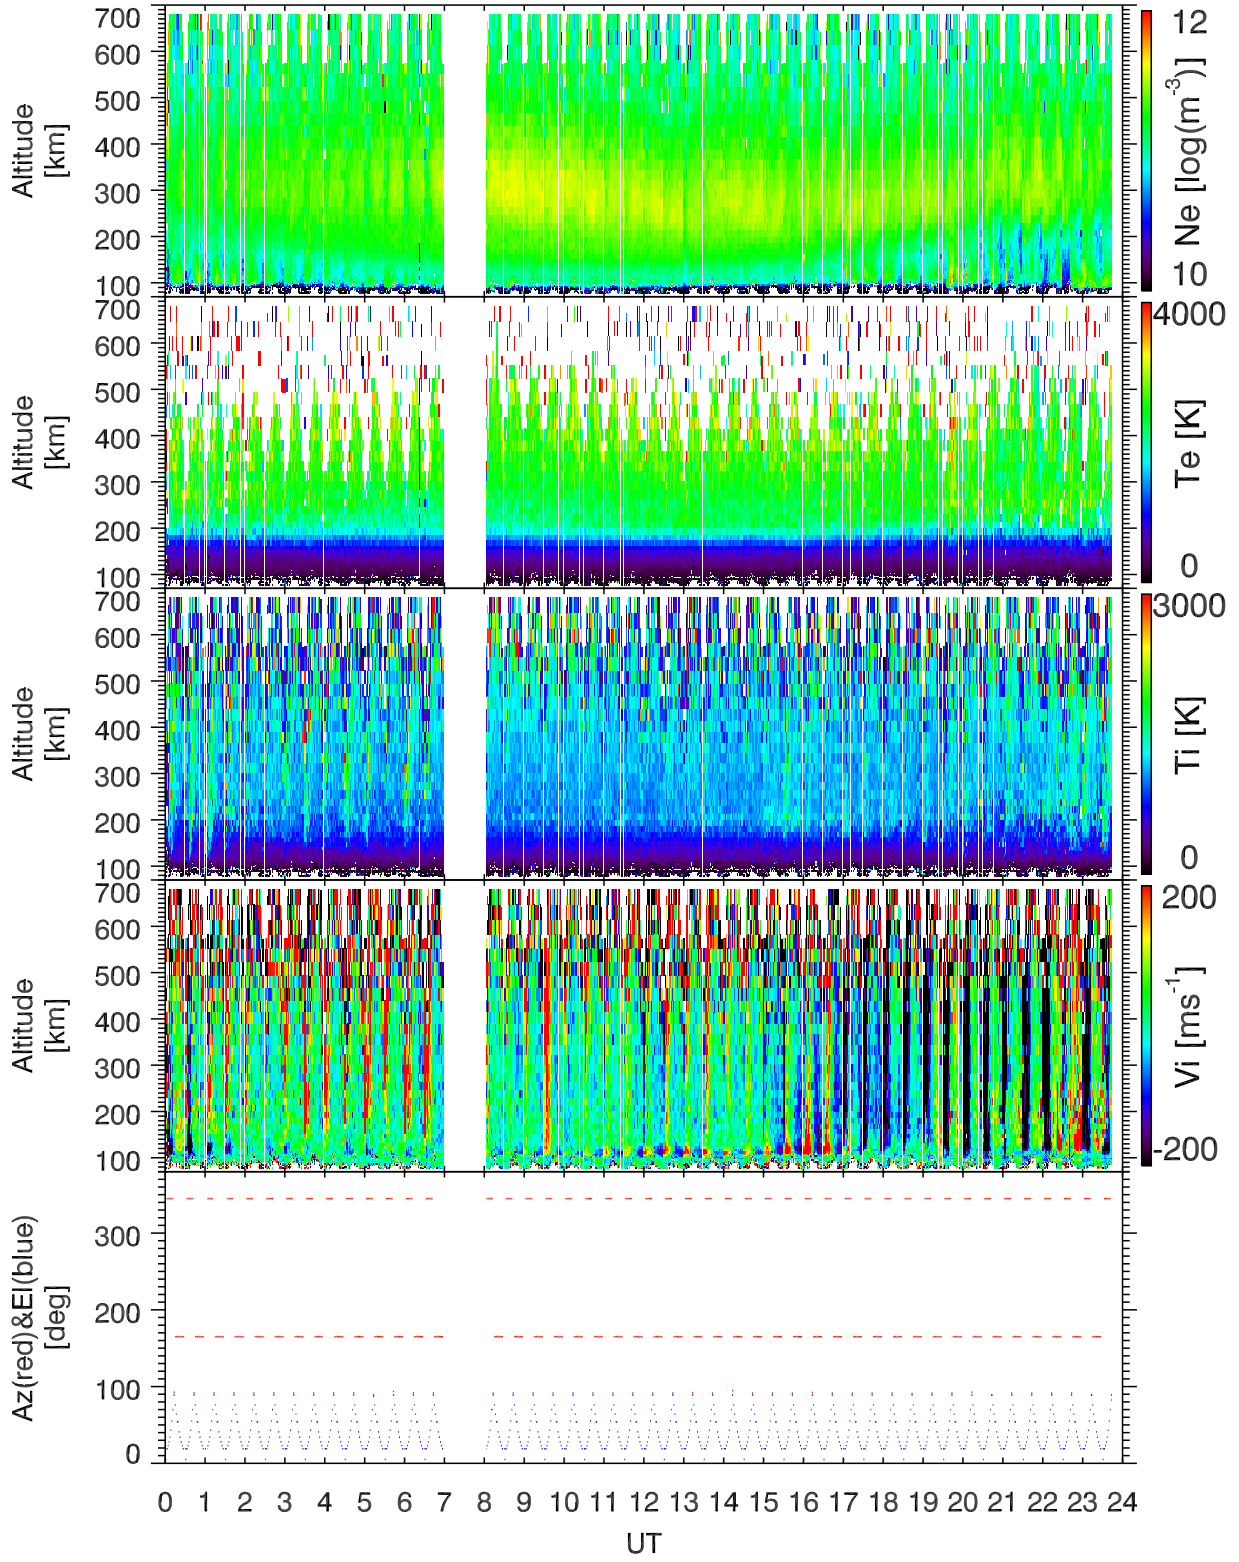 700
600
500
400
300
200
100
Altitude
[km]
12
10
Ne [log(m⁻³)]
700
600
500
400
300
200
100
Altitude
[km]
4000
0
Te [K]
700
600
500
400
300
200
100
Altitude
[km]
3000
0
Ti [K]
700
600
500
400
300
200
100
Altitude
[km]
200
-200
Vi [ms⁻¹]
300
200
100
0
Az(red)&El(blue)
[deg]
0 1 2 3 4 5 6 7 8 9 10 11 12 13 14 15 16 17 18 19 20 21 22 23 24
UT